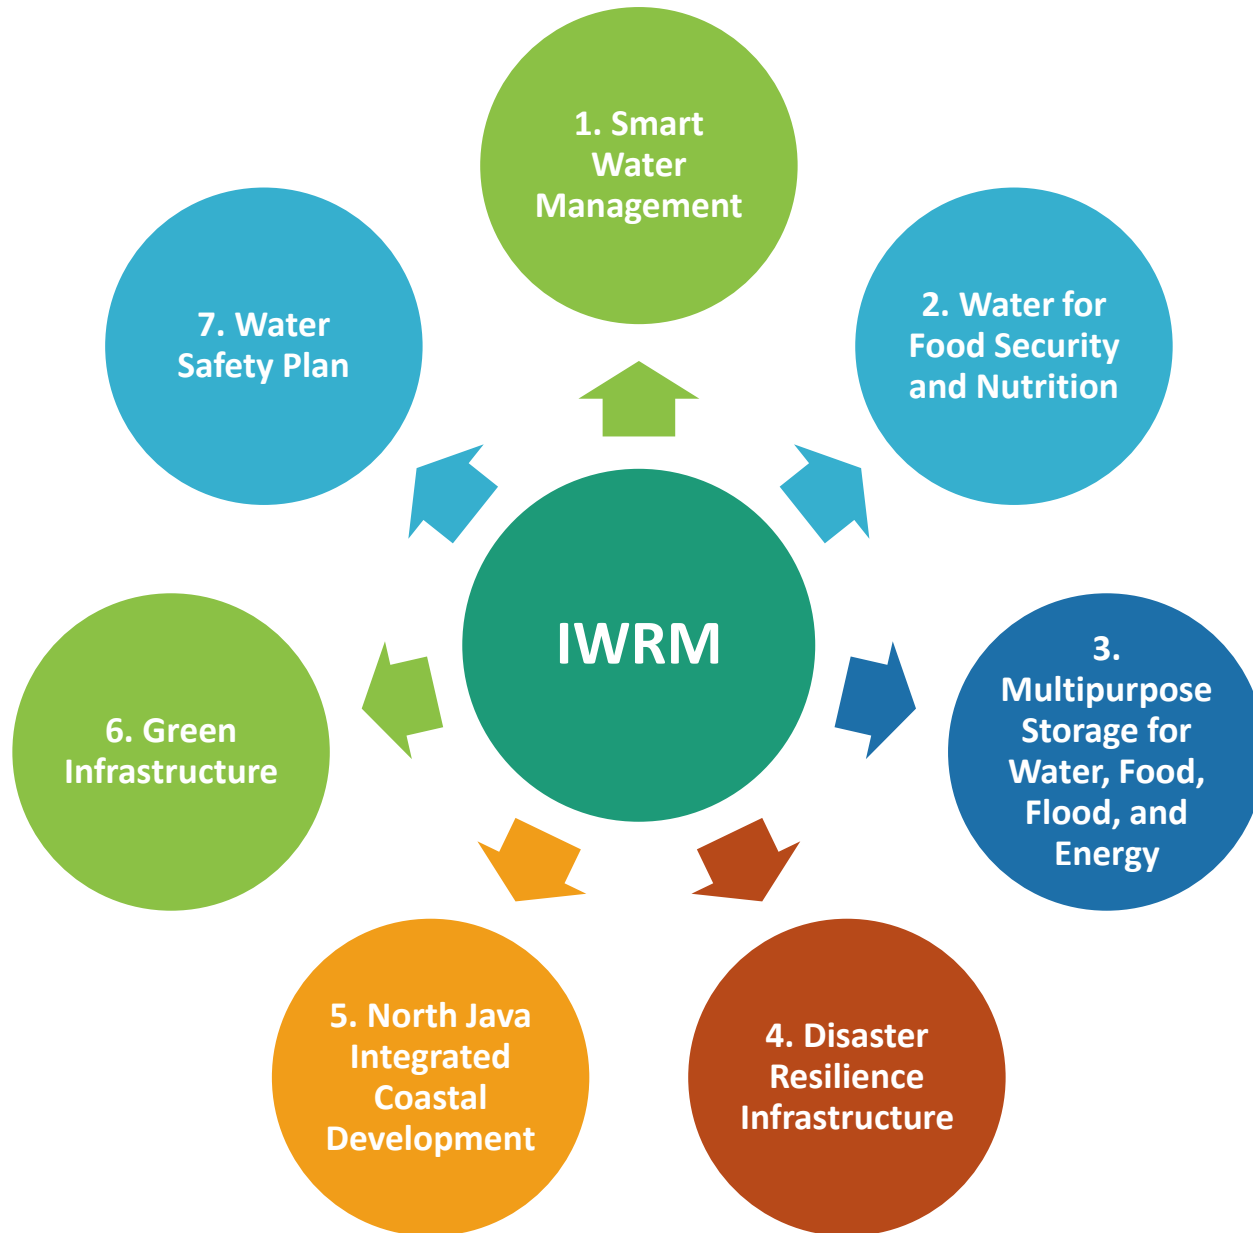 1. Smart
Water
Management
2. Water for
Food Security
and Nutrition
3.
Multipurpose
Storage for
Water, Food,
Flood, and
Energy
4. Disaster
Resilience
Infrastructure
5. North Java
Integrated
Coastal
Development
6. Green
Infrastructure
7. Water
Safety Plan
IWRM